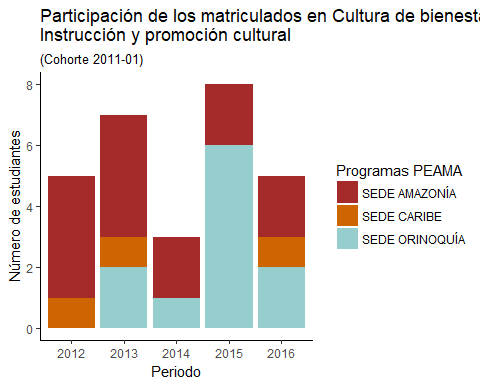 Participación de los matriculados en Cultura de bienesta
Instrucción y promoción cultural
(Cohorte 2011-01)
Número de estudiantes
8
6
4
2
0
2012
2013
2014
2015
2016
Periodo
Programas PEAMA
SEDE AMAZONÍA
SEDE CARIBE
SEDE ORINOQUÍA